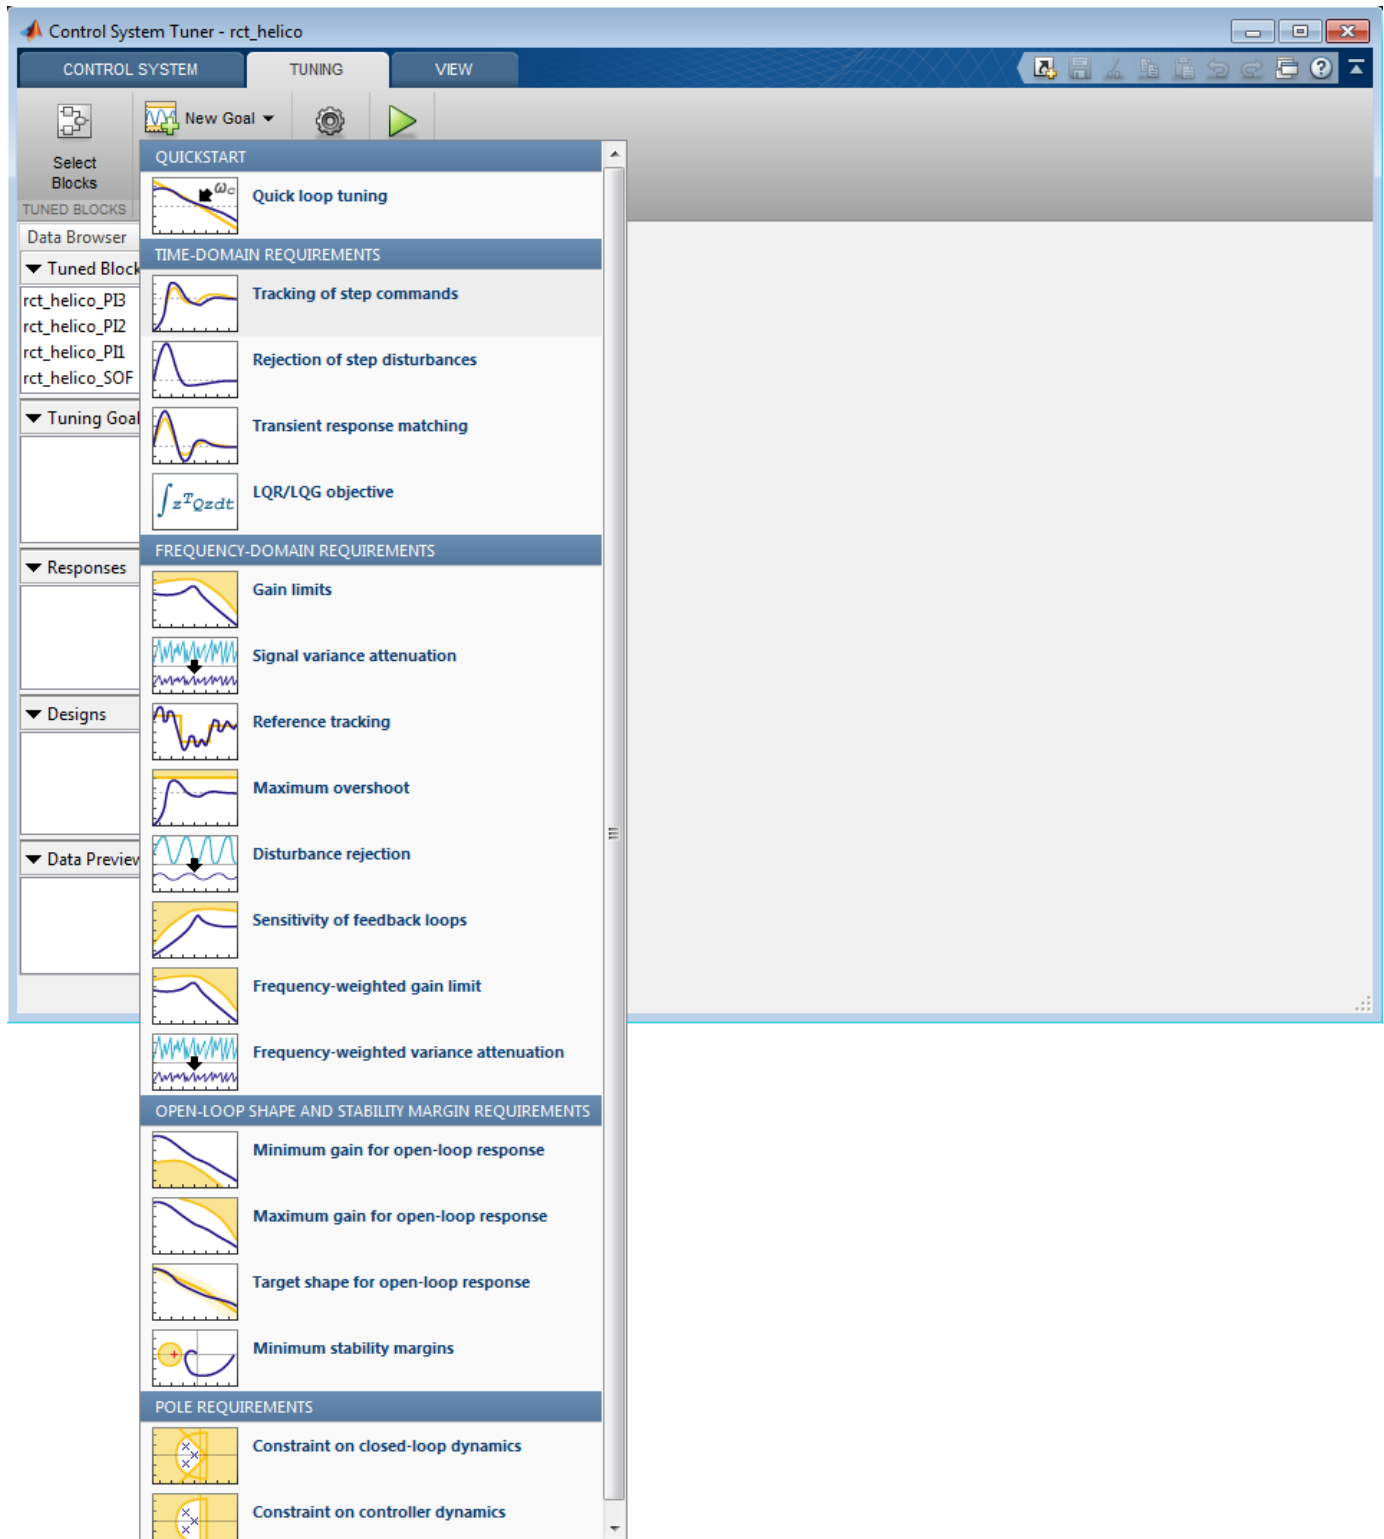 Control System Tuner - rct_helico
CONTROL SYSTEM
TUNING
VIEW
New Goal
Select
Blocks
TUNED BLOCKS
Data Browser
Tuned Block
rct_helico_PI3
rct_helico_PI2
rct_helico_PI1
rct_helico_SOF
Tuning Goal
Responses
Designs
Data Preview
QUICKSTART
ωc
Quick loop tuning
TIME-DOMAIN REQUIREMENTS
Tracking of step commands
Rejection of step disturbances
Transient response matching
∫zᵀQzdt
LQR/LQG objective
FREQUENCY-DOMAIN REQUIREMENTS
Gain limits
Signal variance attenuation
Reference tracking
Maximum overshoot
Disturbance rejection
Sensitivity of feedback loops
Frequency-weighted gain limit
Frequency-weighted variance attenuation
OPEN-LOOP SHAPE AND STABILITY MARGIN REQUIREMENTS
Minimum gain for open-loop response
Maximum gain for open-loop response
Target shape for open-loop response
Minimum stability margins
POLE REQUIREMENTS
Constraint on closed-loop dynamics
Constraint on controller dynamics